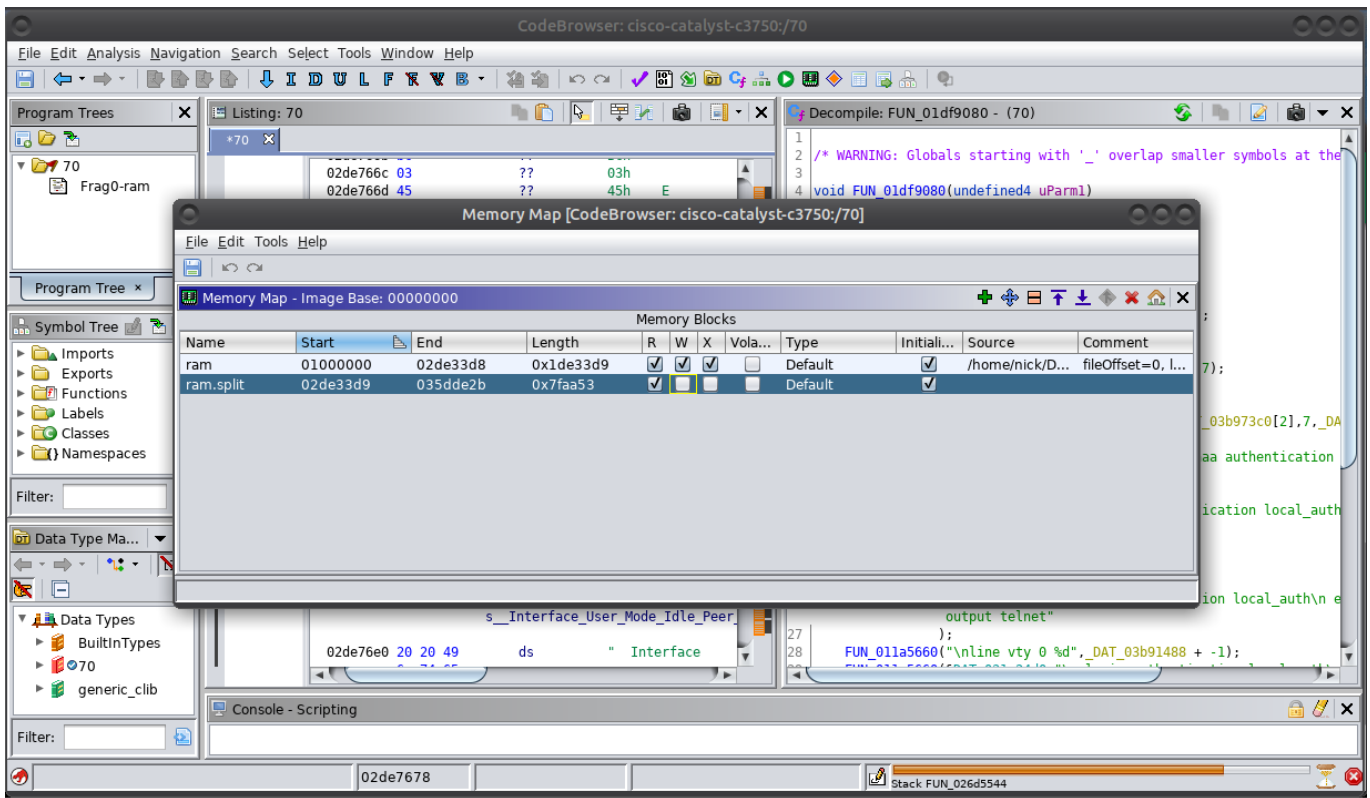 CodeBrowser: cisco-catalyst-c3750:/70
File Edit Analysis Navigation Search Select Tools Window Help
I D U L F R V B
Program Trees
70
Frag0-ram
Program Tree ×
Listing: 70
*70
02de766c 03 ?? 03h
02de766d 45 ?? 45h E
Decompile: FUN_01df9080 - (70)
1
2 /* WARNING: Globals starting with '_' overlap smaller symbols at the
3
4 void FUN_01df9080(undefined4 uParm1)
Memory Map [CodeBrowser: cisco-catalyst-c3750:/70]
File Edit Tools Help
Memory Map - Image Base: 00000000
Memory Blocks
Name Start End Length R W X Vola... Type Initiali... Source Comment
ram 01000000 02de33d8 0x1de33d9 Default /home/nick/D... fileOffset=0, l...
ram.split 02de33d9 035dde2b 0x7faa53 Default
;
7);
_03b973c0[2],7,_DA
aa authentication
ication local_auth
ion local_auth\n e
Symbol Tree
Imports
Exports
Functions
Labels
Classes
Namespaces
Filter:
Data Type Ma...
Data Types
BuiltInTypes
70
generic_clib
Filter:
s__Interface_User_Mode_Idle_Peer_
02de76e0 20 20 49 ds " Interface
output telnet"
27 );
28 FUN_011a5660("\nline vty 0 %d",_DAT_03b91488 + -1);
Console - Scripting
02de7678
Stack FUN_026d5544